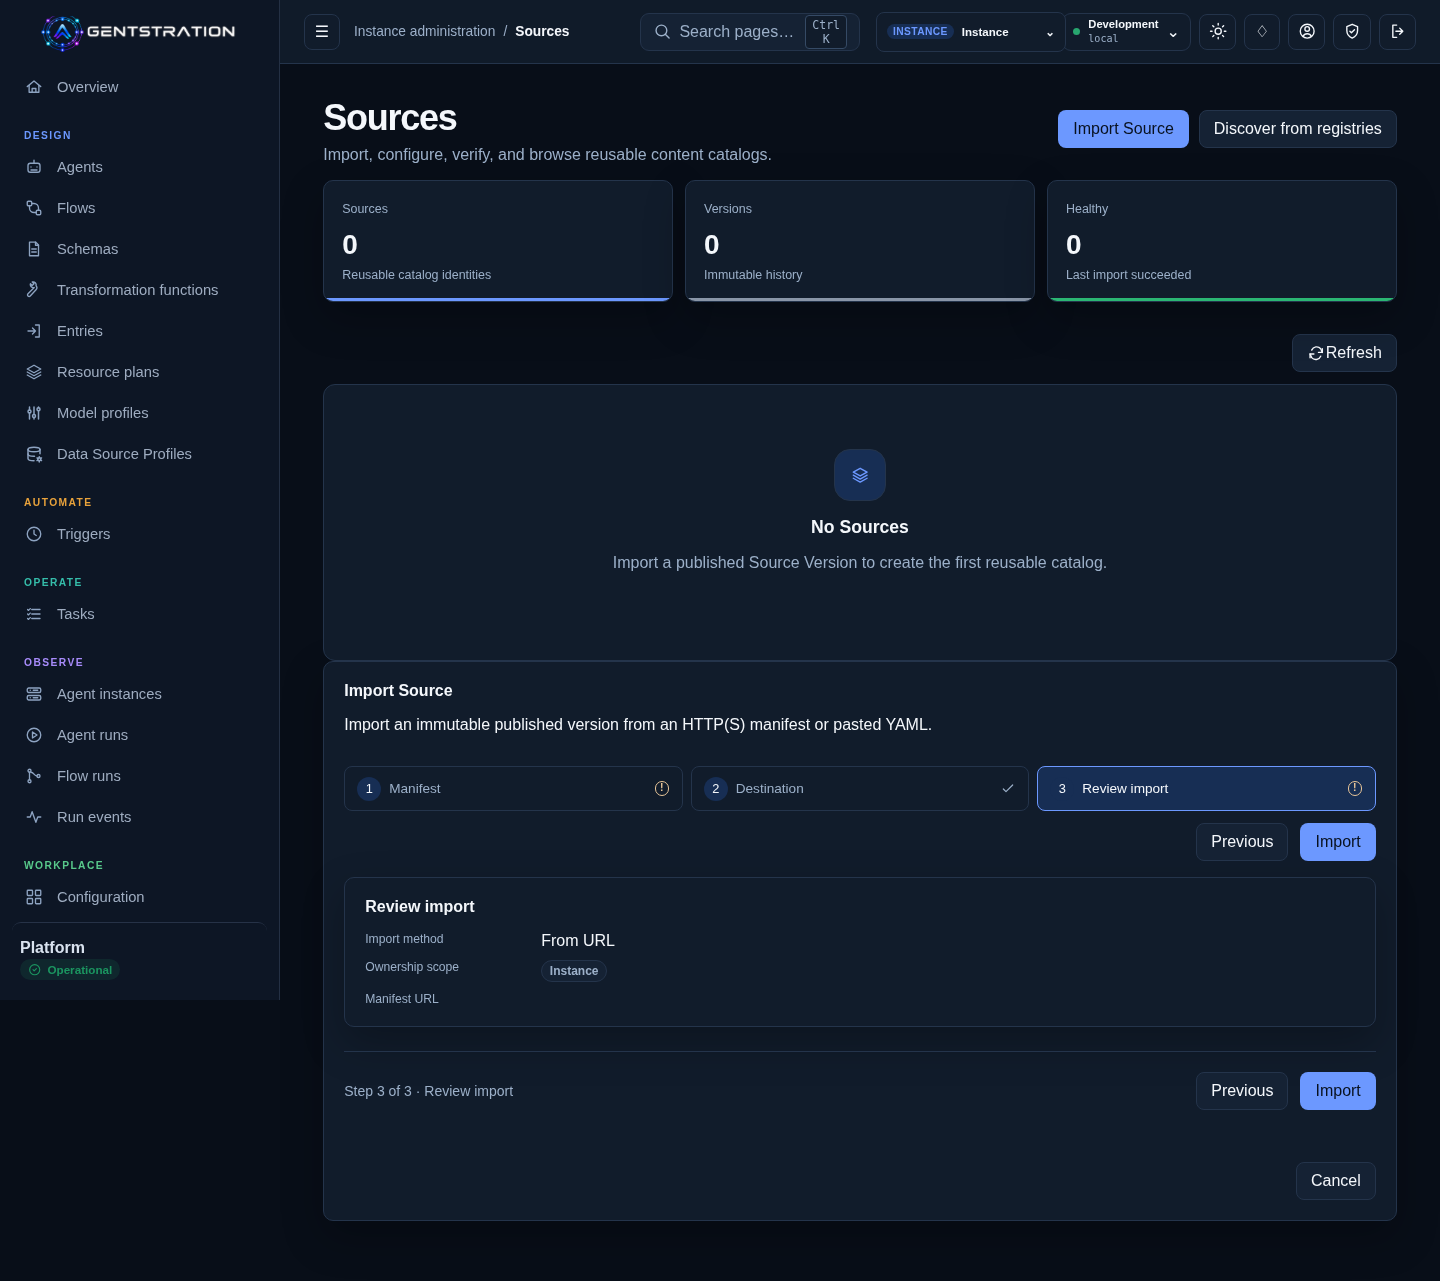 GENTSTRATION
☰
Instance administration / Sources
Search pages…
Ctrl K
INSTANCE Instance
Development
local
Overview
DESIGN
Agents
Flows
Schemas
Transformation functions
Entries
Resource plans
Model profiles
Data Source Profiles
AUTOMATE
Triggers
OPERATE
Tasks
OBSERVE
Agent instances
Agent runs
Flow runs
Run events
WORKPLACE
Configuration
Platform
Operational
Sources
Import, configure, verify, and browse reusable content catalogs.
Import Source
Discover from registries
Sources
0
Reusable catalog identities
Versions
0
Immutable history
Healthy
0
Last import succeeded
Refresh
No Sources
Import a published Source Version to create the first reusable catalog.
Import Source
Import an immutable published version from an HTTP(S) manifest or pasted YAML.
1 Manifest
2 Destination
3 Review import
Previous
Import
Review import
Import method From URL
Ownership scope Instance
Manifest URL
Step 3 of 3 · Review import
Previous
Import
Cancel